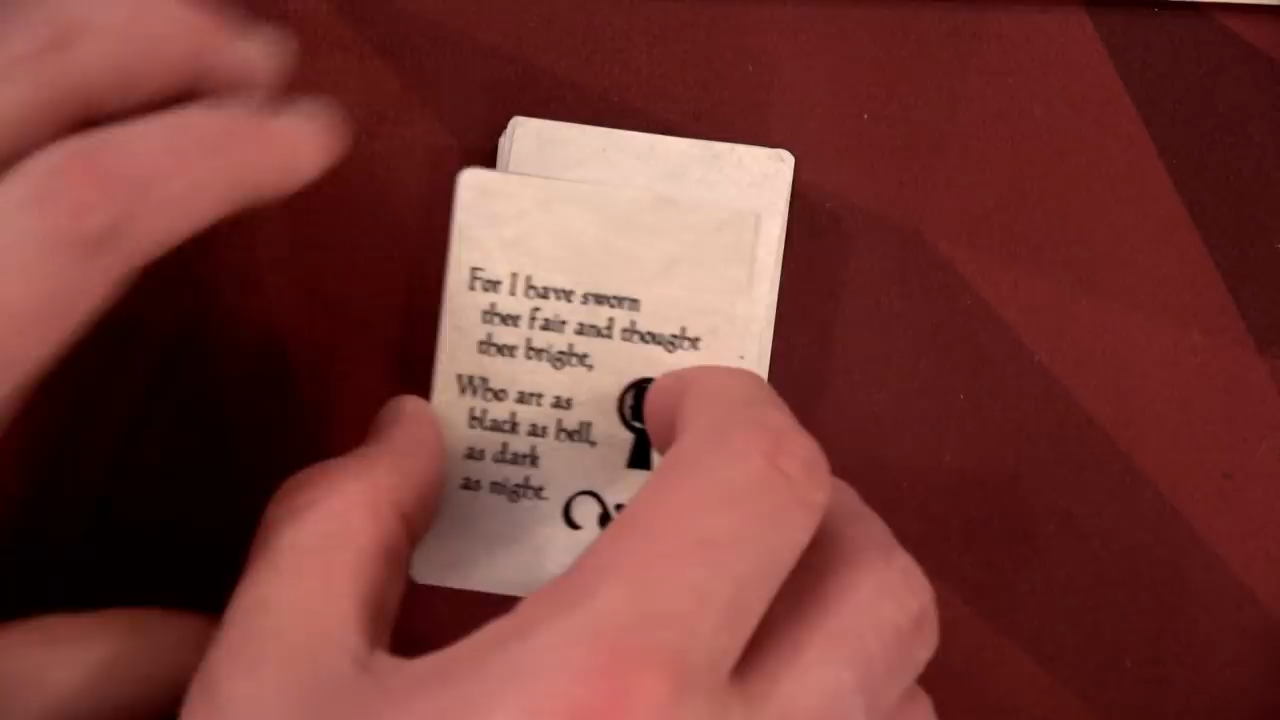 For I have sworn
thee fair and thought
thee bright,
Who art as
black as hell,
as dark
as night.